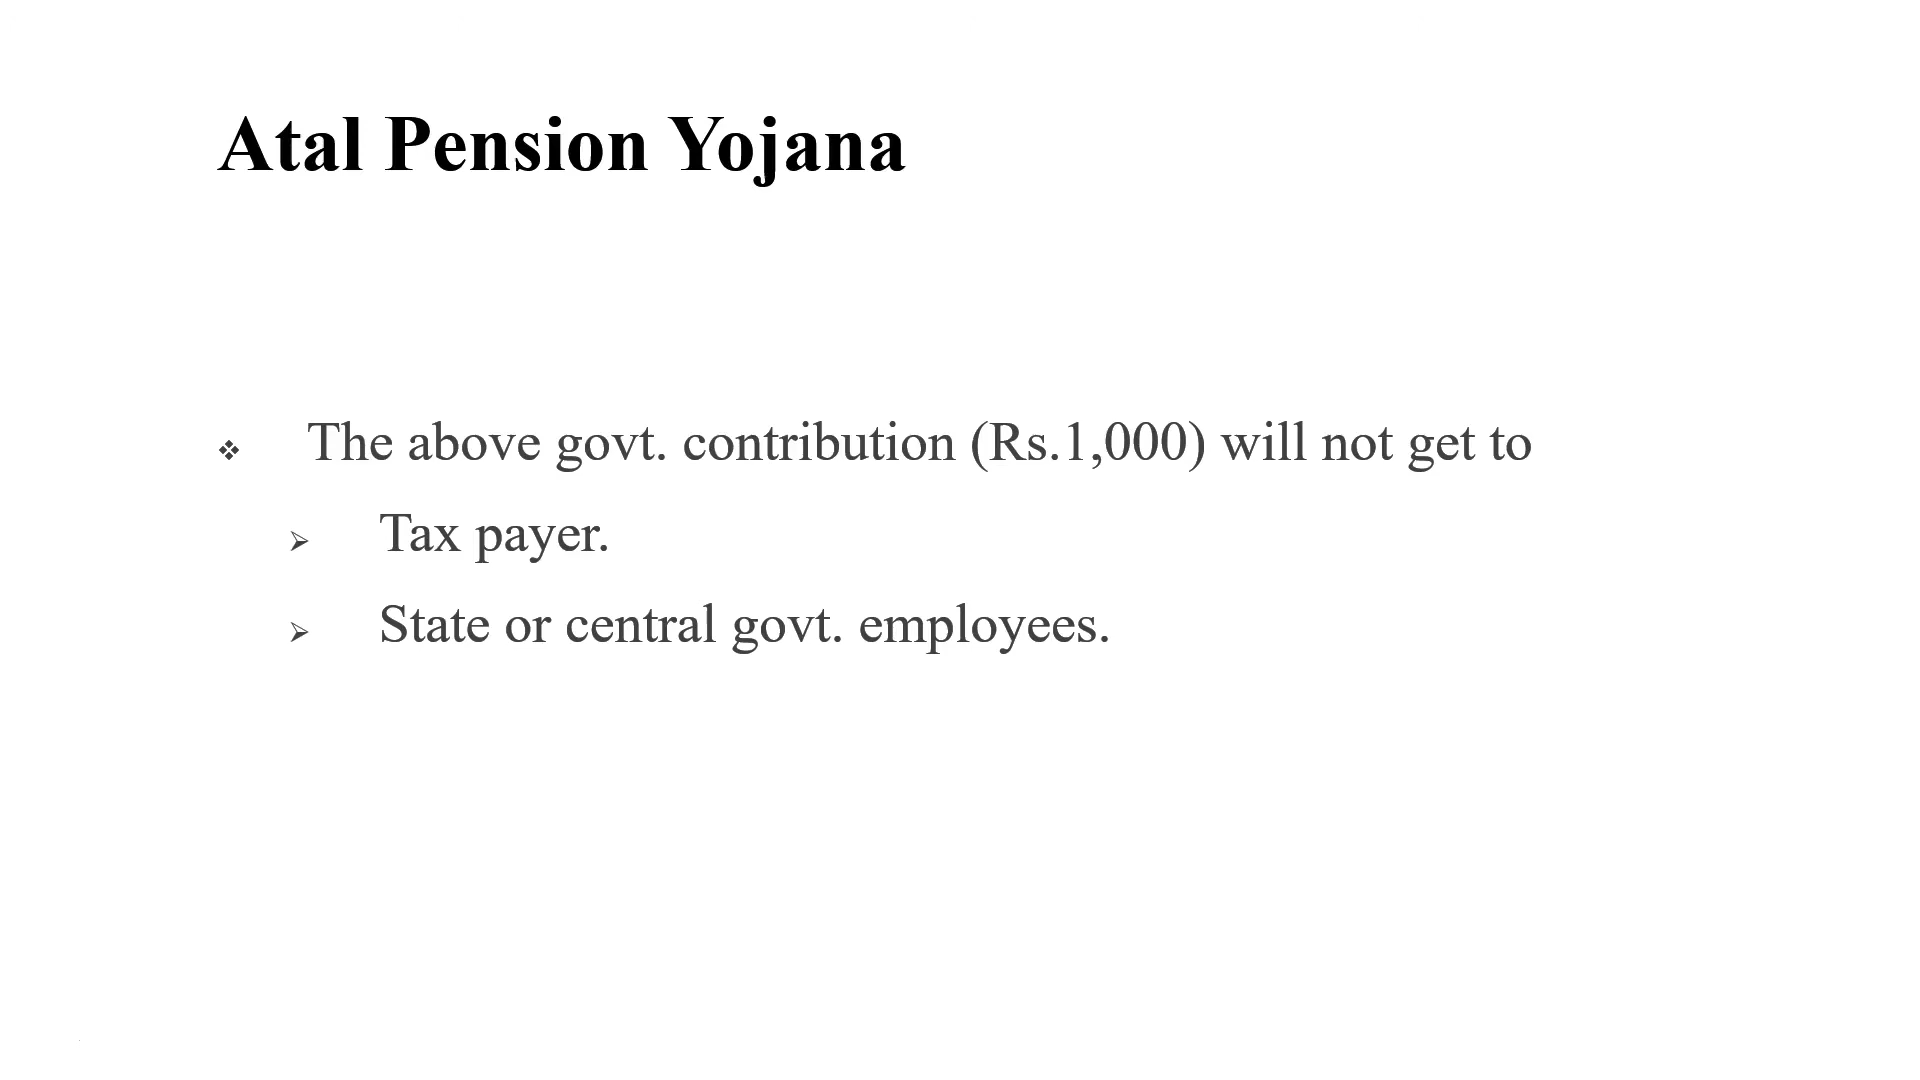 Atal Pension Yojana
❖ The above govt. contribution (Rs.1,000) will not get to
➢ Tax payer.
➢ State or central govt. employees.